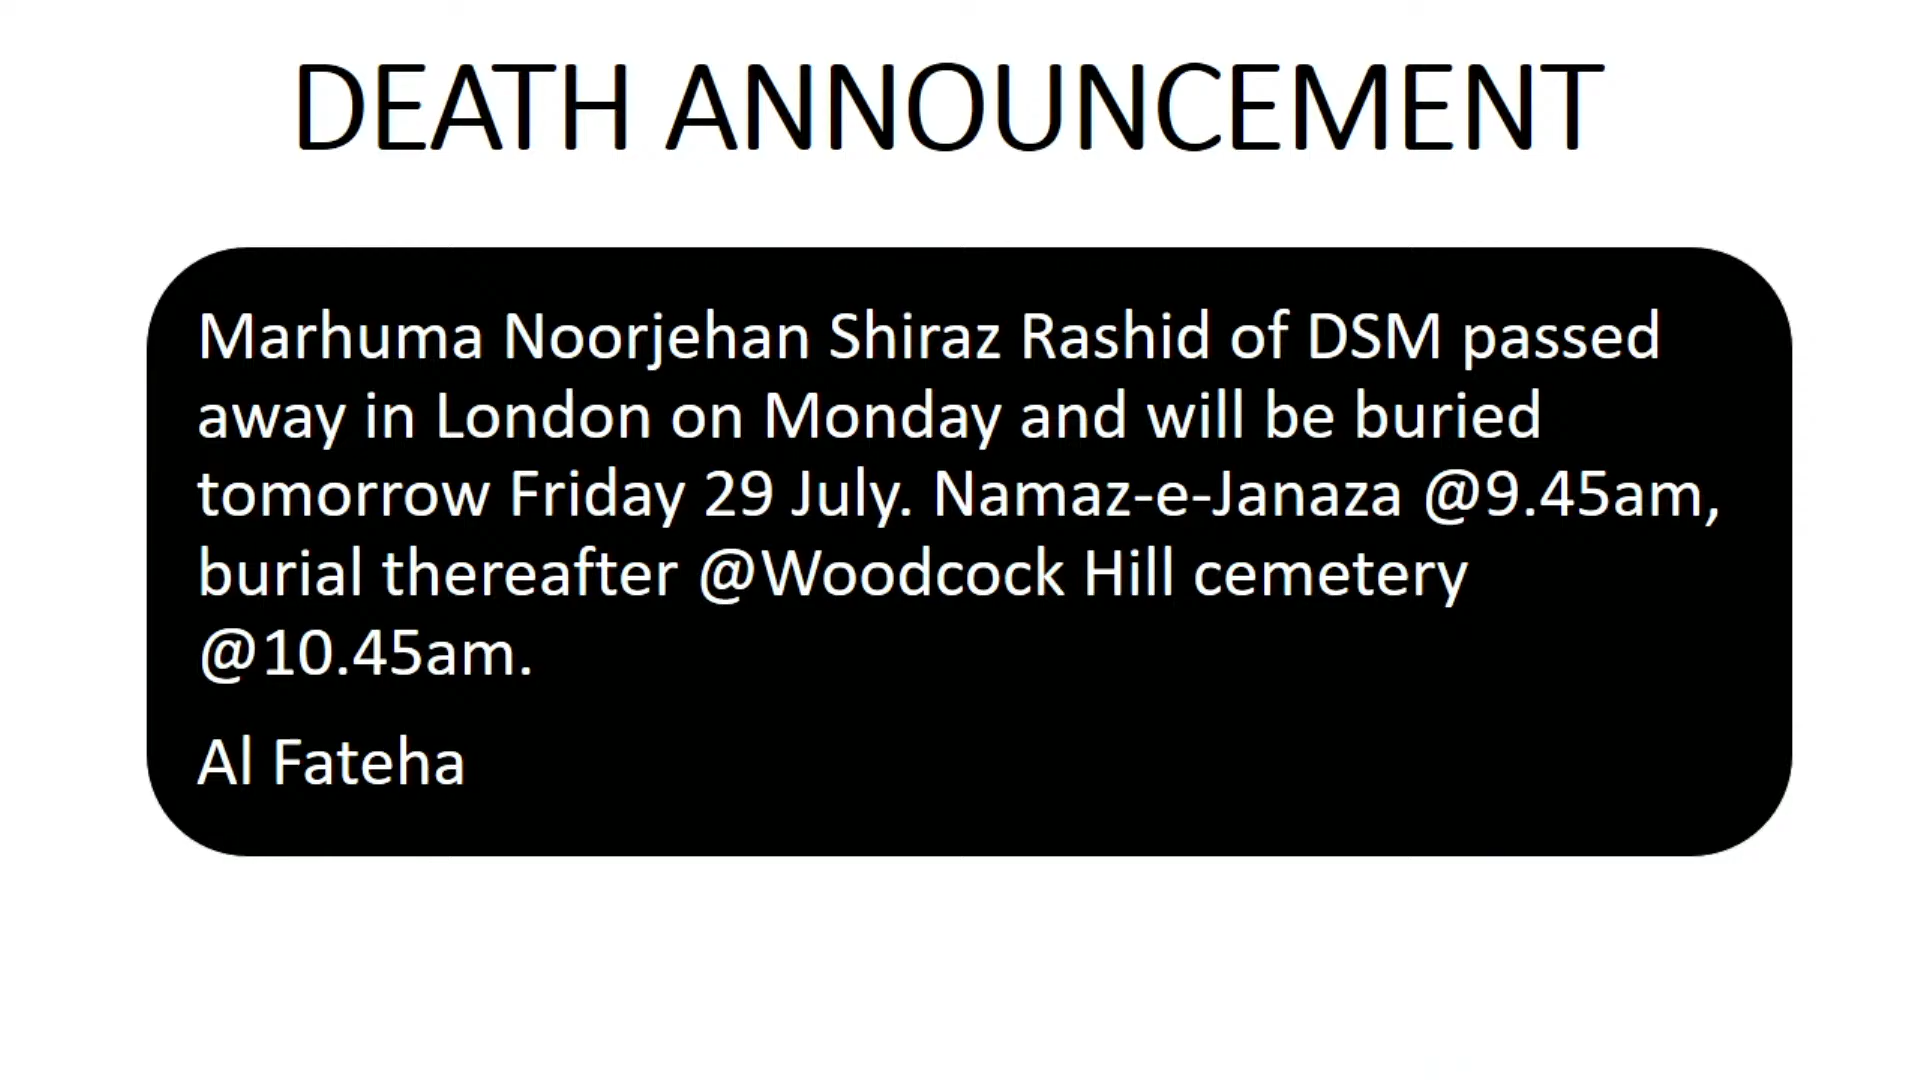 DEATH ANNOUNCEMENT
Marhuma Noorjehan Shiraz Rashid of DSM passed
away in London on Monday and will be buried
tomorrow Friday 29 July. Namaz-e-Janaza @9.45am,
burial thereafter @Woodcock Hill cemetery
@10.45am.
Al Fateha